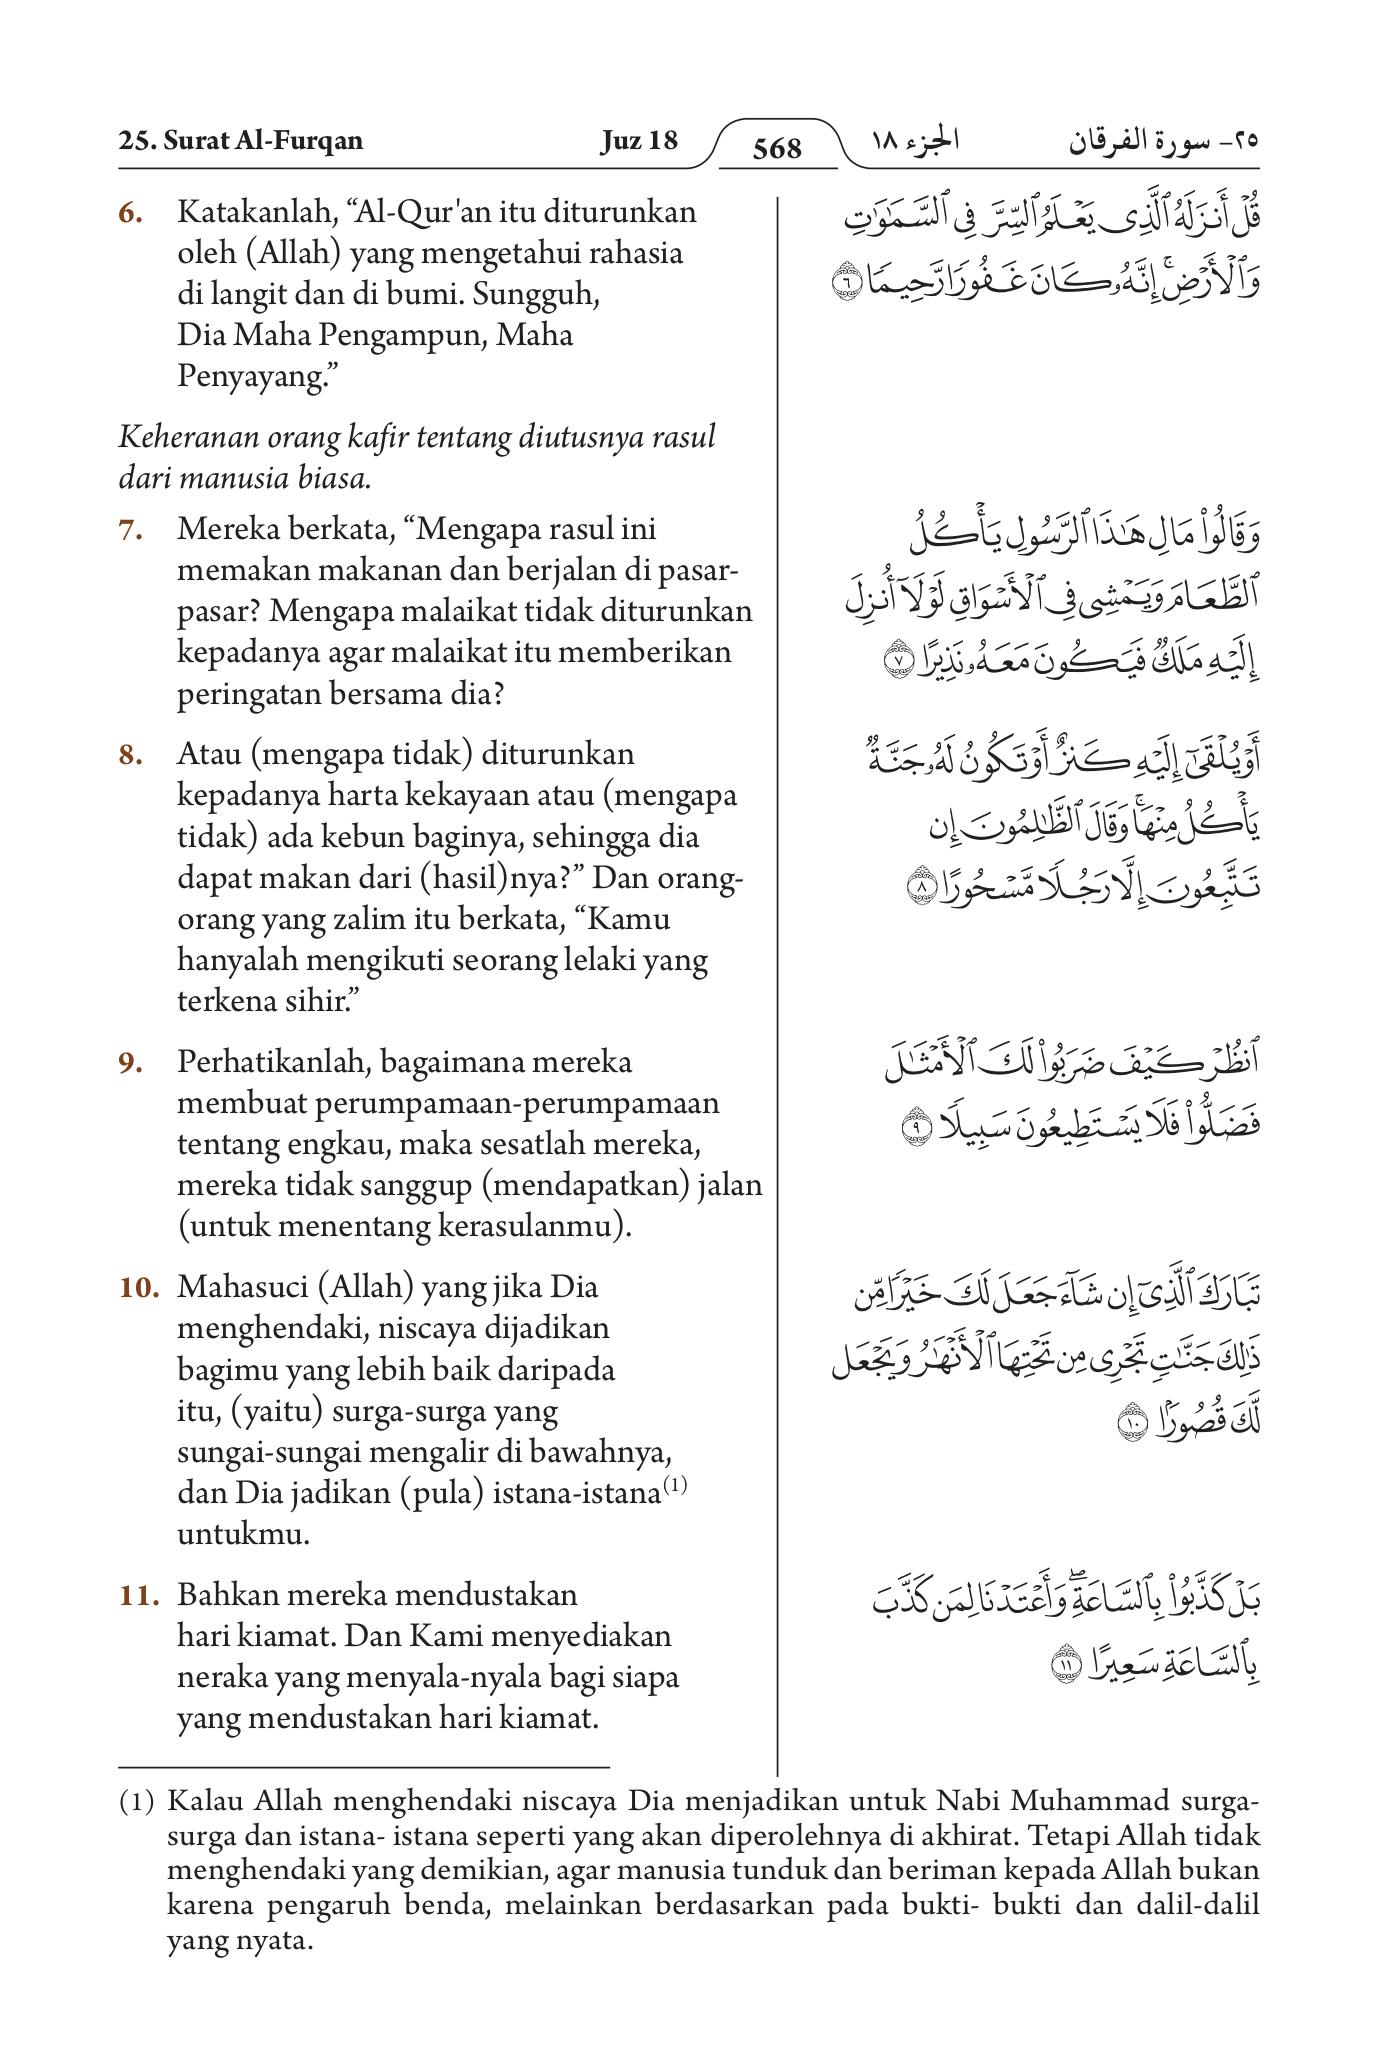 25. Surat Al-Furqan Juz 18 568 الجزء ١٨ ٢٥- سورة الفرقان
6. Katakanlah, “Al-Qur'an itu diturunkan
oleh (Allah) yang mengetahui rahasia
di langit dan di bumi. Sungguh,
Dia Maha Pengampun, Maha
Penyayang.”
Keheranan orang kafir tentang diutusnya rasul
dari manusia biasa.
7. Mereka berkata, “Mengapa rasul ini
memakan makanan dan berjalan di pasar-
pasar? Mengapa malaikat tidak diturunkan
kepadanya agar malaikat itu memberikan
peringatan bersama dia?
8. Atau (mengapa tidak) diturunkan
kepadanya harta kekayaan atau (mengapa
tidak) ada kebun baginya, sehingga dia
dapat makan dari (hasil)nya?” Dan orang-
orang yang zalim itu berkata, “Kamu
hanyalah mengikuti seorang lelaki yang
terkena sihir.”
9. Perhatikanlah, bagaimana mereka
membuat perumpamaan-perumpamaan
tentang engkau, maka sesatlah mereka,
mereka tidak sanggup (mendapatkan) jalan
(untuk menentang kerasulanmu).
10. Mahasuci (Allah) yang jika Dia
menghendaki, niscaya dijadikan
bagimu yang lebih baik daripada
itu, (yaitu) surga-surga yang
sungai-sungai mengalir di bawahnya,
dan Dia jadikan (pula) istana-istana(1)
untukmu.
11. Bahkan mereka mendustakan
hari kiamat. Dan Kami menyediakan
neraka yang menyala-nyala bagi siapa
yang mendustakan hari kiamat.
قُلۡ أَنزَلَهُ ٱلَّذِي يَعۡلَمُ ٱلسِّرَّ فِي ٱلسَّمَٰوَٰتِ
وَٱلۡأَرۡضِۚ إِنَّهُۥ كَانَ غَفُورٗا رَّحِيمٗا ٦
وَقَالُواْ مَالِ هَٰذَا ٱلرَّسُولِ يَأۡكُلُ
ٱلطَّعَامَ وَيَمۡشِي فِي ٱلۡأَسۡوَاقِ لَوۡلَآ أُنزِلَ
إِلَيۡهِ مَلَكٞ فَيَكُونَ مَعَهُۥ نَذِيرًا ٧
أَوۡ يُلۡقَىٰٓ إِلَيۡهِ كَنزٌ أَوۡ تَكُونُ لَهُۥ جَنَّةٞ
يَأۡكُلُ مِنۡهَاۚ وَقَالَ ٱلظَّٰلِمُونَ إِن
تَتَّبِعُونَ إِلَّا رَجُلٗا مَّسۡحُورًا ٨
ٱنظُرۡ كَيۡفَ ضَرَبُواْ لَكَ ٱلۡأَمۡثَٰلَ
فَضَلُّواْ فَلَا يَسۡتَطِيعُونَ سَبِيلٗا ٩
تَبَارَكَ ٱلَّذِيٓ إِن شَآءَ جَعَلَ لَكَ خَيۡرٗا مِّن
ذَٰلِكَ جَنَّٰتٖ تَجۡرِي مِن تَحۡتِهَا ٱلۡأَنۡهَٰرُ وَيَجۡعَل
لَّكَ قُصُورَۢا ١٠
بَلۡ كَذَّبُواْ بِٱلسَّاعَةِۖ وَأَعۡتَدۡنَا لِمَن كَذَّبَ
بِٱلسَّاعَةِ سَعِيرًا ١١
(1) Kalau Allah menghendaki niscaya Dia menjadikan untuk Nabi Muhammad surga-
surga dan istana- istana seperti yang akan diperolehnya di akhirat. Tetapi Allah tidak
menghendaki yang demikian, agar manusia tunduk dan beriman kepada Allah bukan
karena pengaruh benda, melainkan berdasarkan pada bukti- bukti dan dalil-dalil
yang nyata.